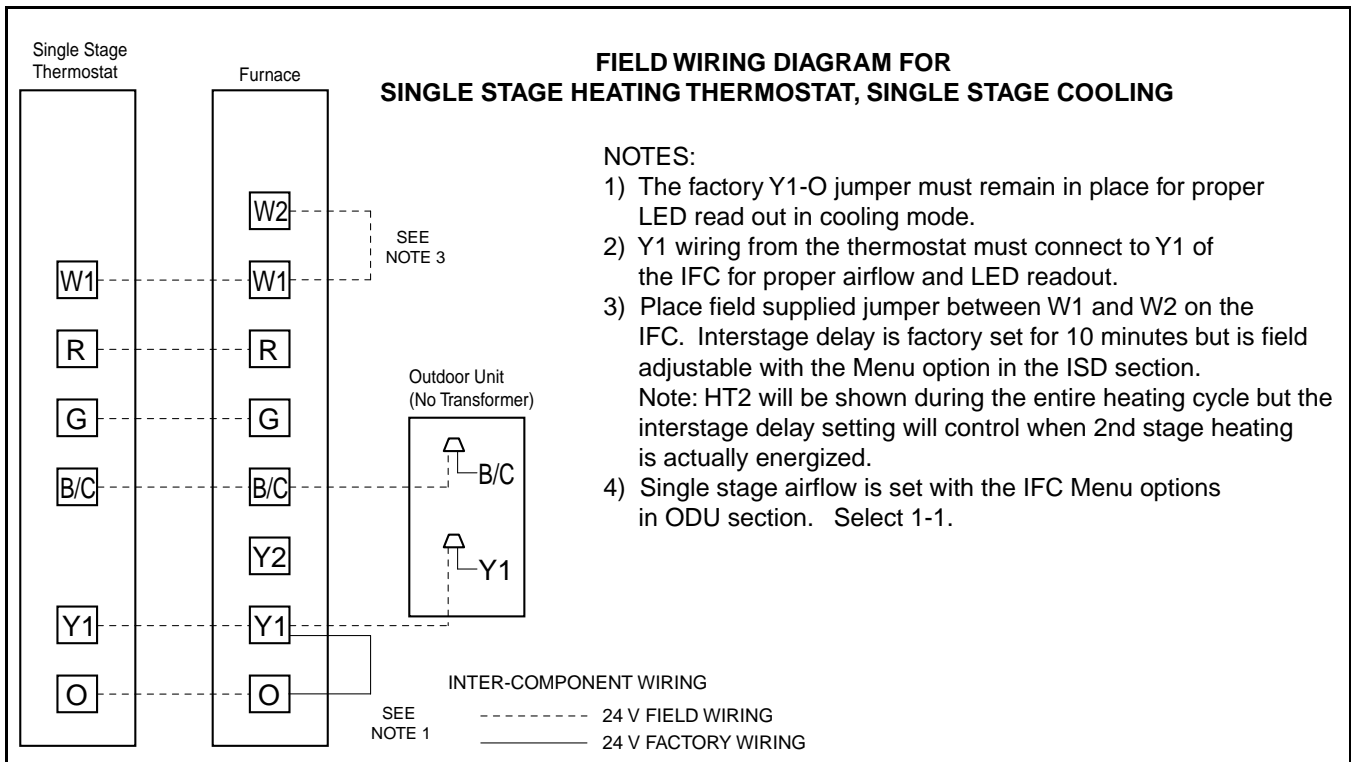 Single Stage
Thermostat
Furnace
FIELD WIRING DIAGRAM FOR
SINGLE STAGE HEATING THERMOSTAT, SINGLE STAGE COOLING
W2
W1
W1
R
R
G
G
B/C
B/C
Y2
Y1
Y1
O
O
SEE
NOTE 3
Outdoor Unit
(No Transformer)
B/C
Y1
SEE
NOTE 1
NOTES:
1) The factory Y1-O jumper must remain in place for proper
LED read out in cooling mode.
2) Y1 wiring from the thermostat must connect to Y1 of
the IFC for proper airflow and LED readout.
3) Place field supplied jumper between W1 and W2 on the
IFC. Interstage delay is factory set for 10 minutes but is field
adjustable with the Menu option in the ISD section.
Note: HT2 will be shown during the entire heating cycle but the
interstage delay setting will control when 2nd stage heating
is actually energized.
4) Single stage airflow is set with the IFC Menu options
in ODU section. Select 1-1.
INTER-COMPONENT WIRING
24 V FIELD WIRING
24 V FACTORY WIRING